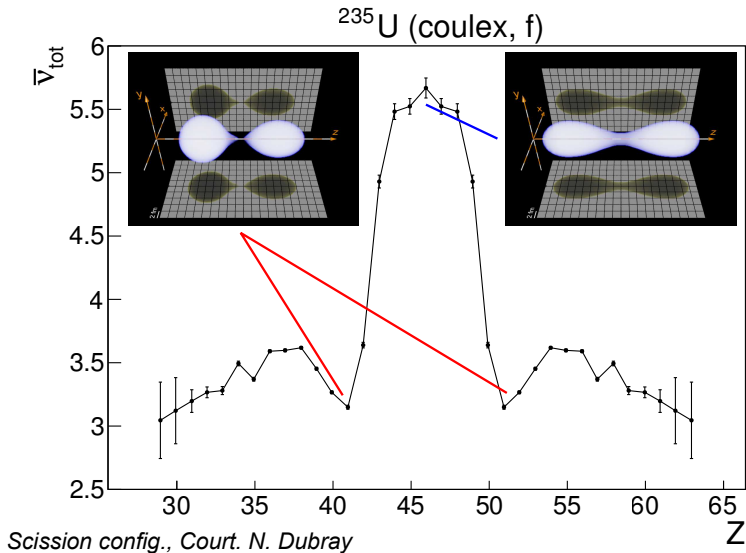 ²³⁵U (coulex, f)
ν̄tot
6
5.5
5
4.5
4
3.5
3
2.5
y
x
z
y
x
z
30 35 40 45 50 55 60 65
Z
Scission config., Court. N. Dubray